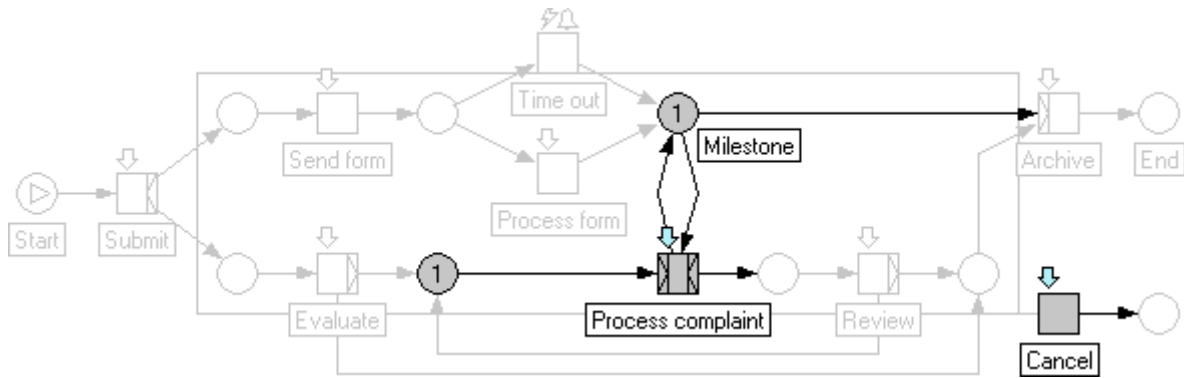 Time out
1
Milestone
Send form
Archive
End
Process form
Start
Submit
1
Evaluate
Process complaint
Review
Cancel